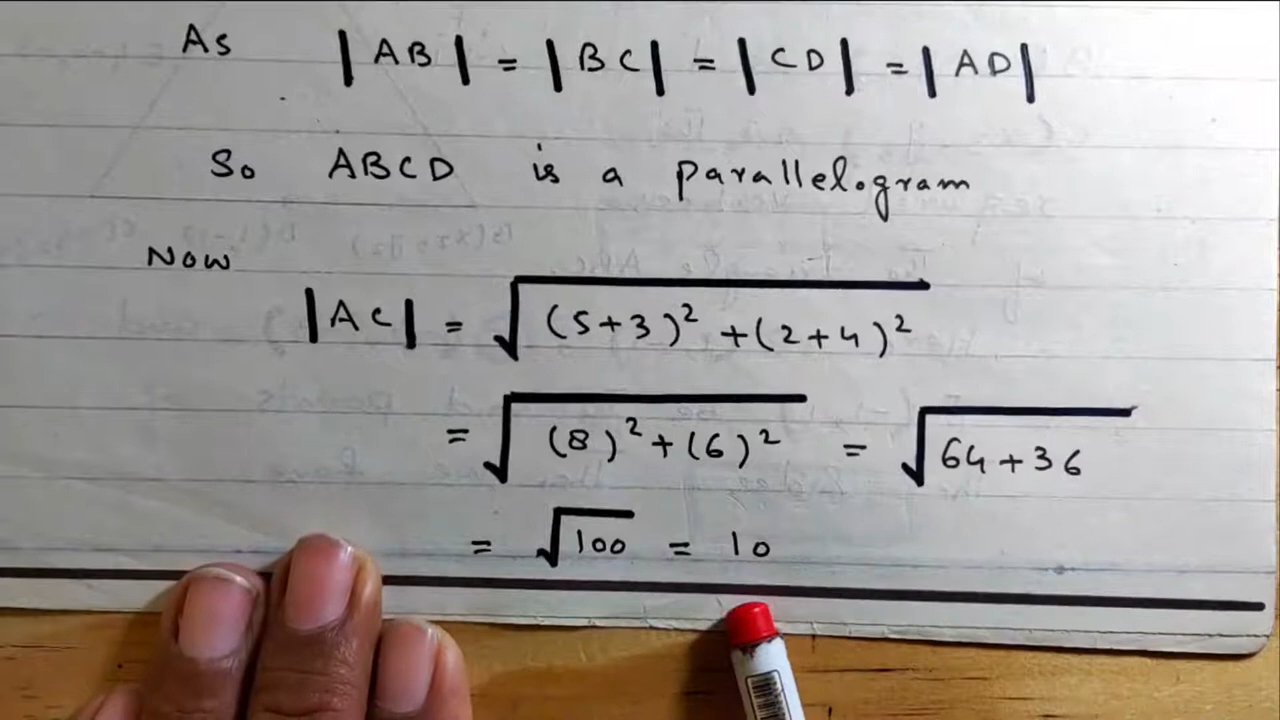 As |AB| = |BC| = |CD| = |AD|
So ABCD is a parallelogram
Now
|AC| = √(5+3)² + (2+4)²
= √(8)² + (6)² = √64 + 36
= √100 = 10